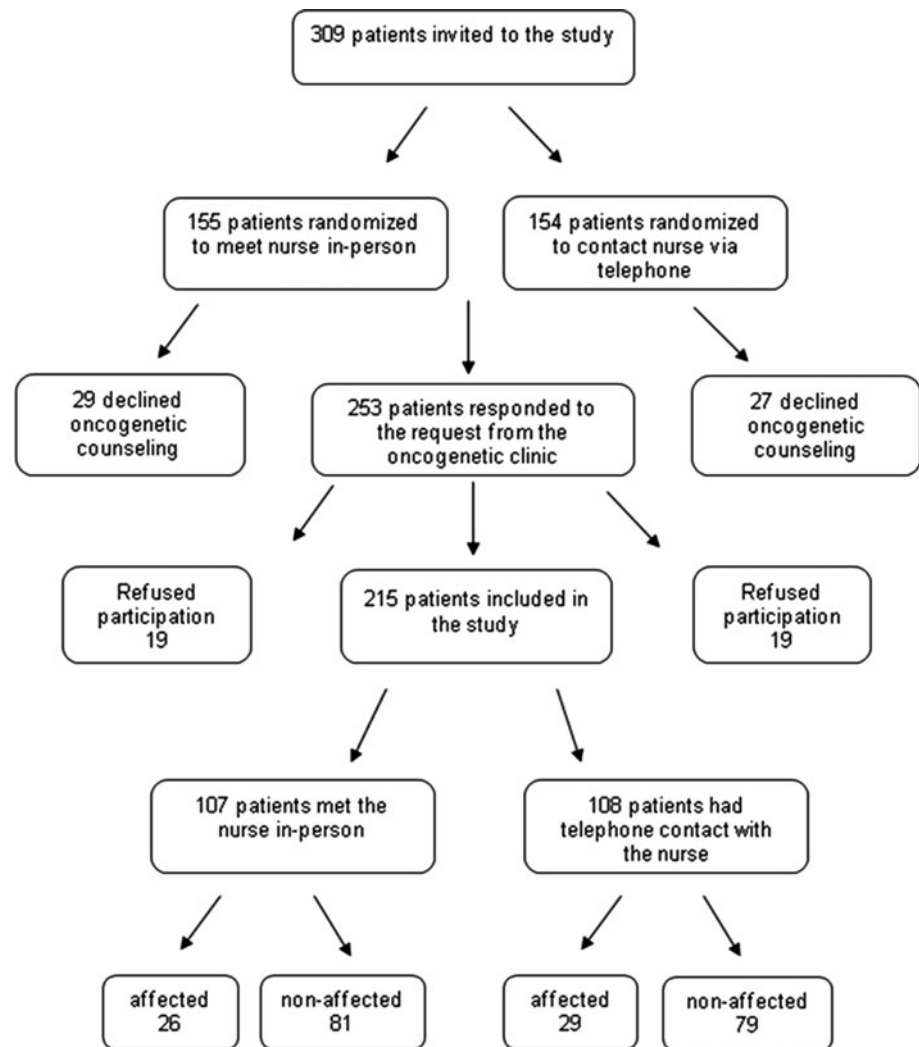 309 patients invited to the study
155 patients randomized
to meet nurse in-person
154 patients randomized
to contact nurse via
telephone
29 declined
oncogenetic
counseling
253 patients responded to
the request from the
oncogenetic clinic
27 declined
oncogenetic
counseling
Refused
participation
19
215 patients included in
the study
Refused
participation
19
107 patients met the
nurse in-person
108 patients had
telephone contact with
the nurse
affected
26
non-affected
81
affected
29
non-affected
79